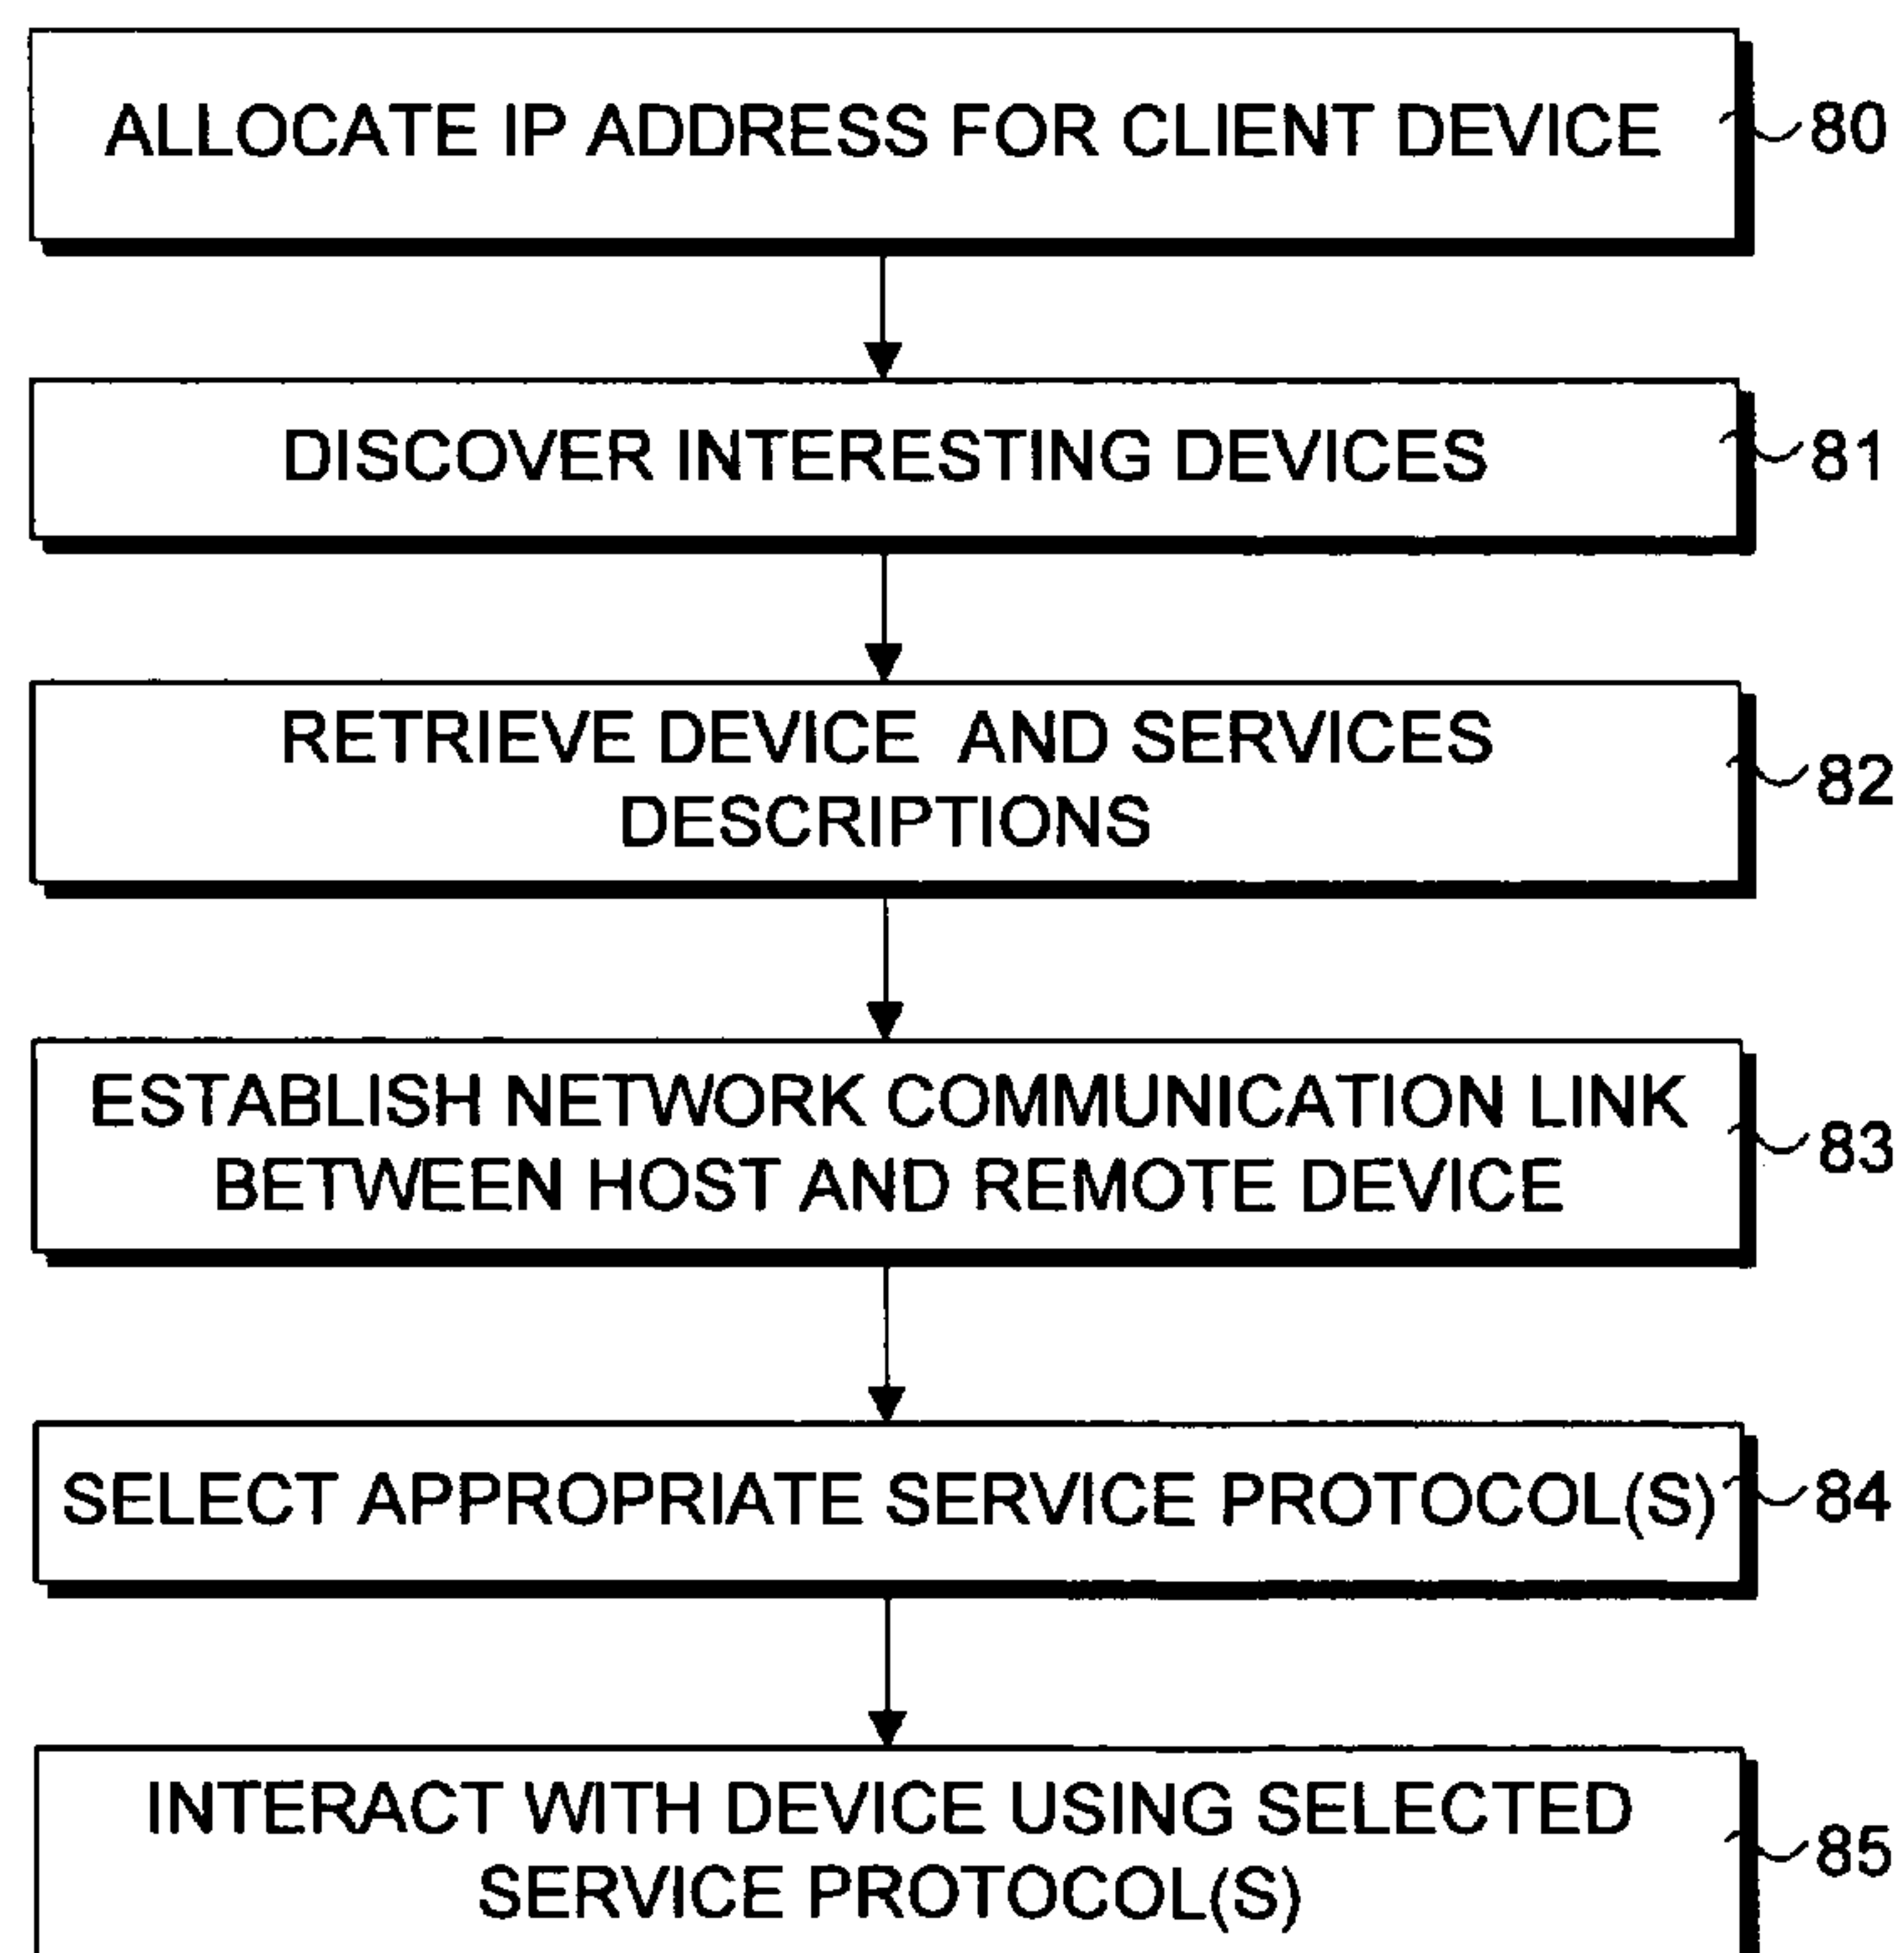 ALLOCATE IP ADDRESS FOR CLIENT DEVICE 80
DISCOVER INTERESTING DEVICES 81
RETRIEVE DEVICE AND SERVICES
DESCRIPTIONS
82
ESTABLISH NETWORK COMMUNICATION LINK
BETWEEN HOST AND REMOTE DEVICE
83
SELECT APPROPRIATE SERVICE PROTOCOL(S) 84
INTERACT WITH DEVICE USING SELECTED
SERVICE PROTOCOL(S)
85